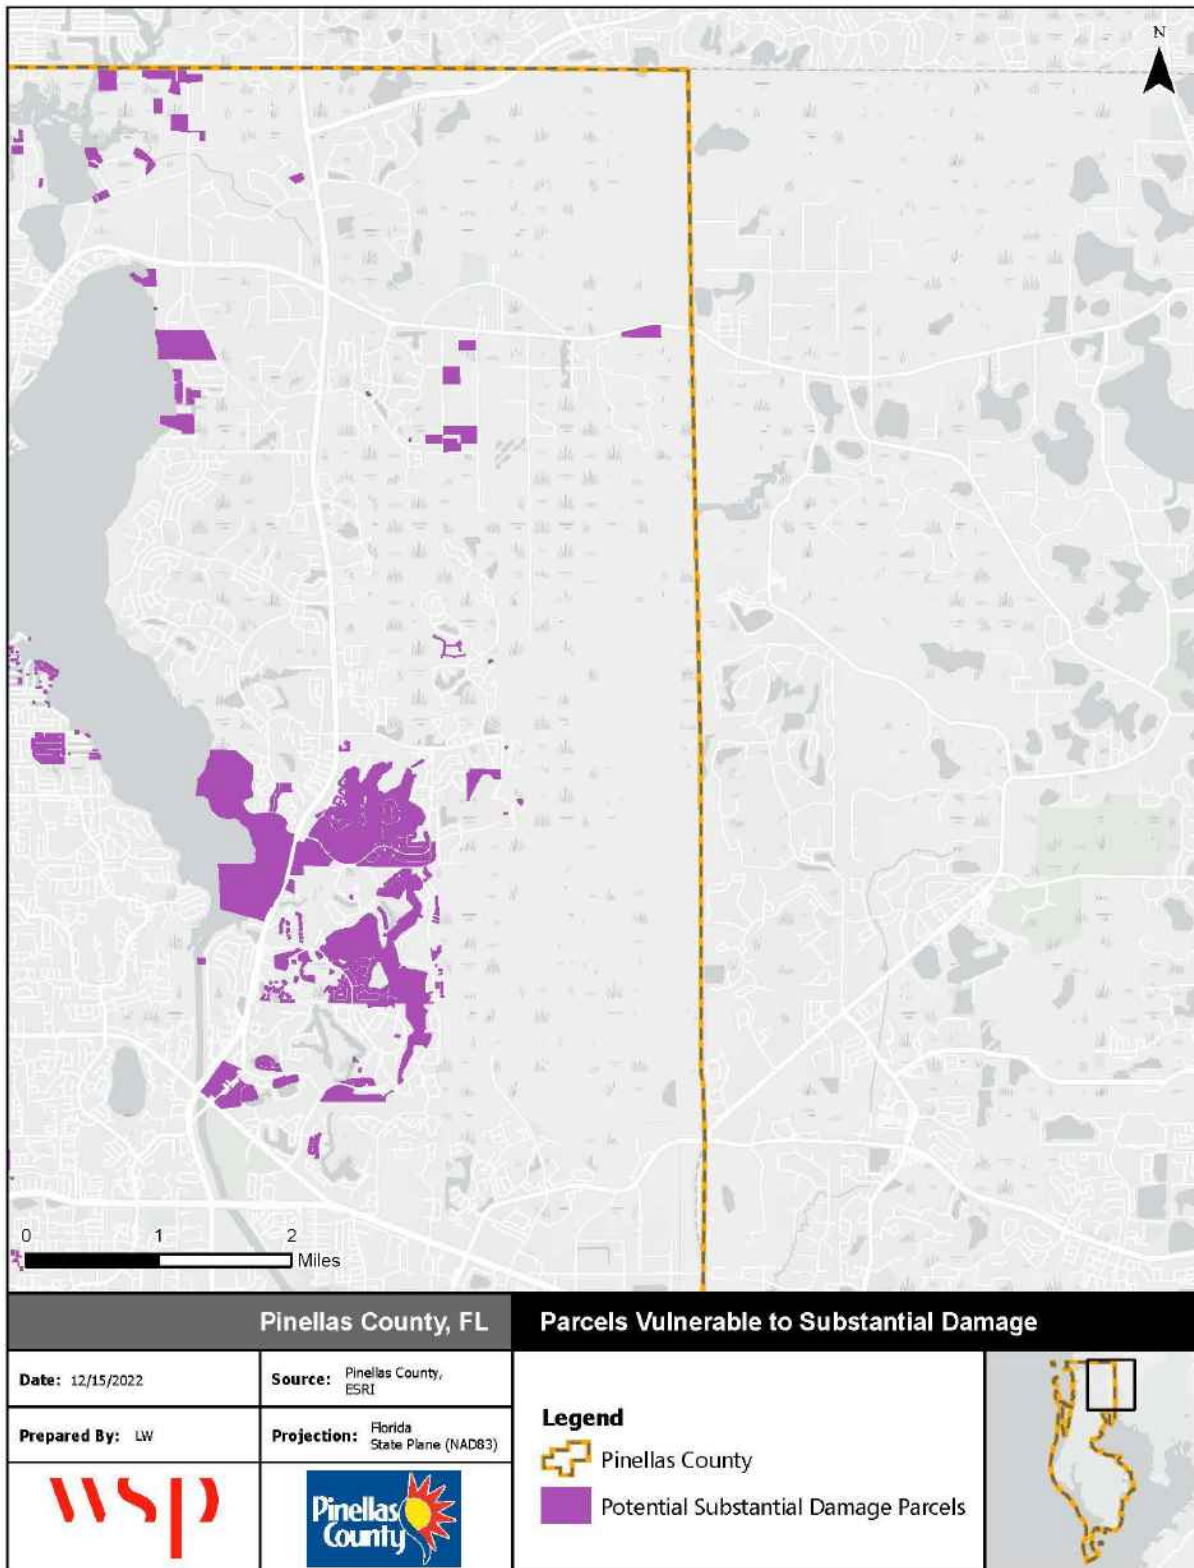 N
0 1 2
Miles
Pinellas County, FL
Parcels Vulnerable to Substantial Damage
Date: 12/15/2022
Source: Pinellas County,
ESRI
Prepared By: LW
Projection: Florida
State Plane (NAD83)
wsp
Pinellas
County
Legend
Pinellas County
Potential Substantial Damage Parcels